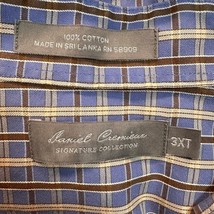 100% COTTON
MADE IN SRI LANKA RN 58909
Daniel Cremieux
SIGNATURE COLLECTION
3XT